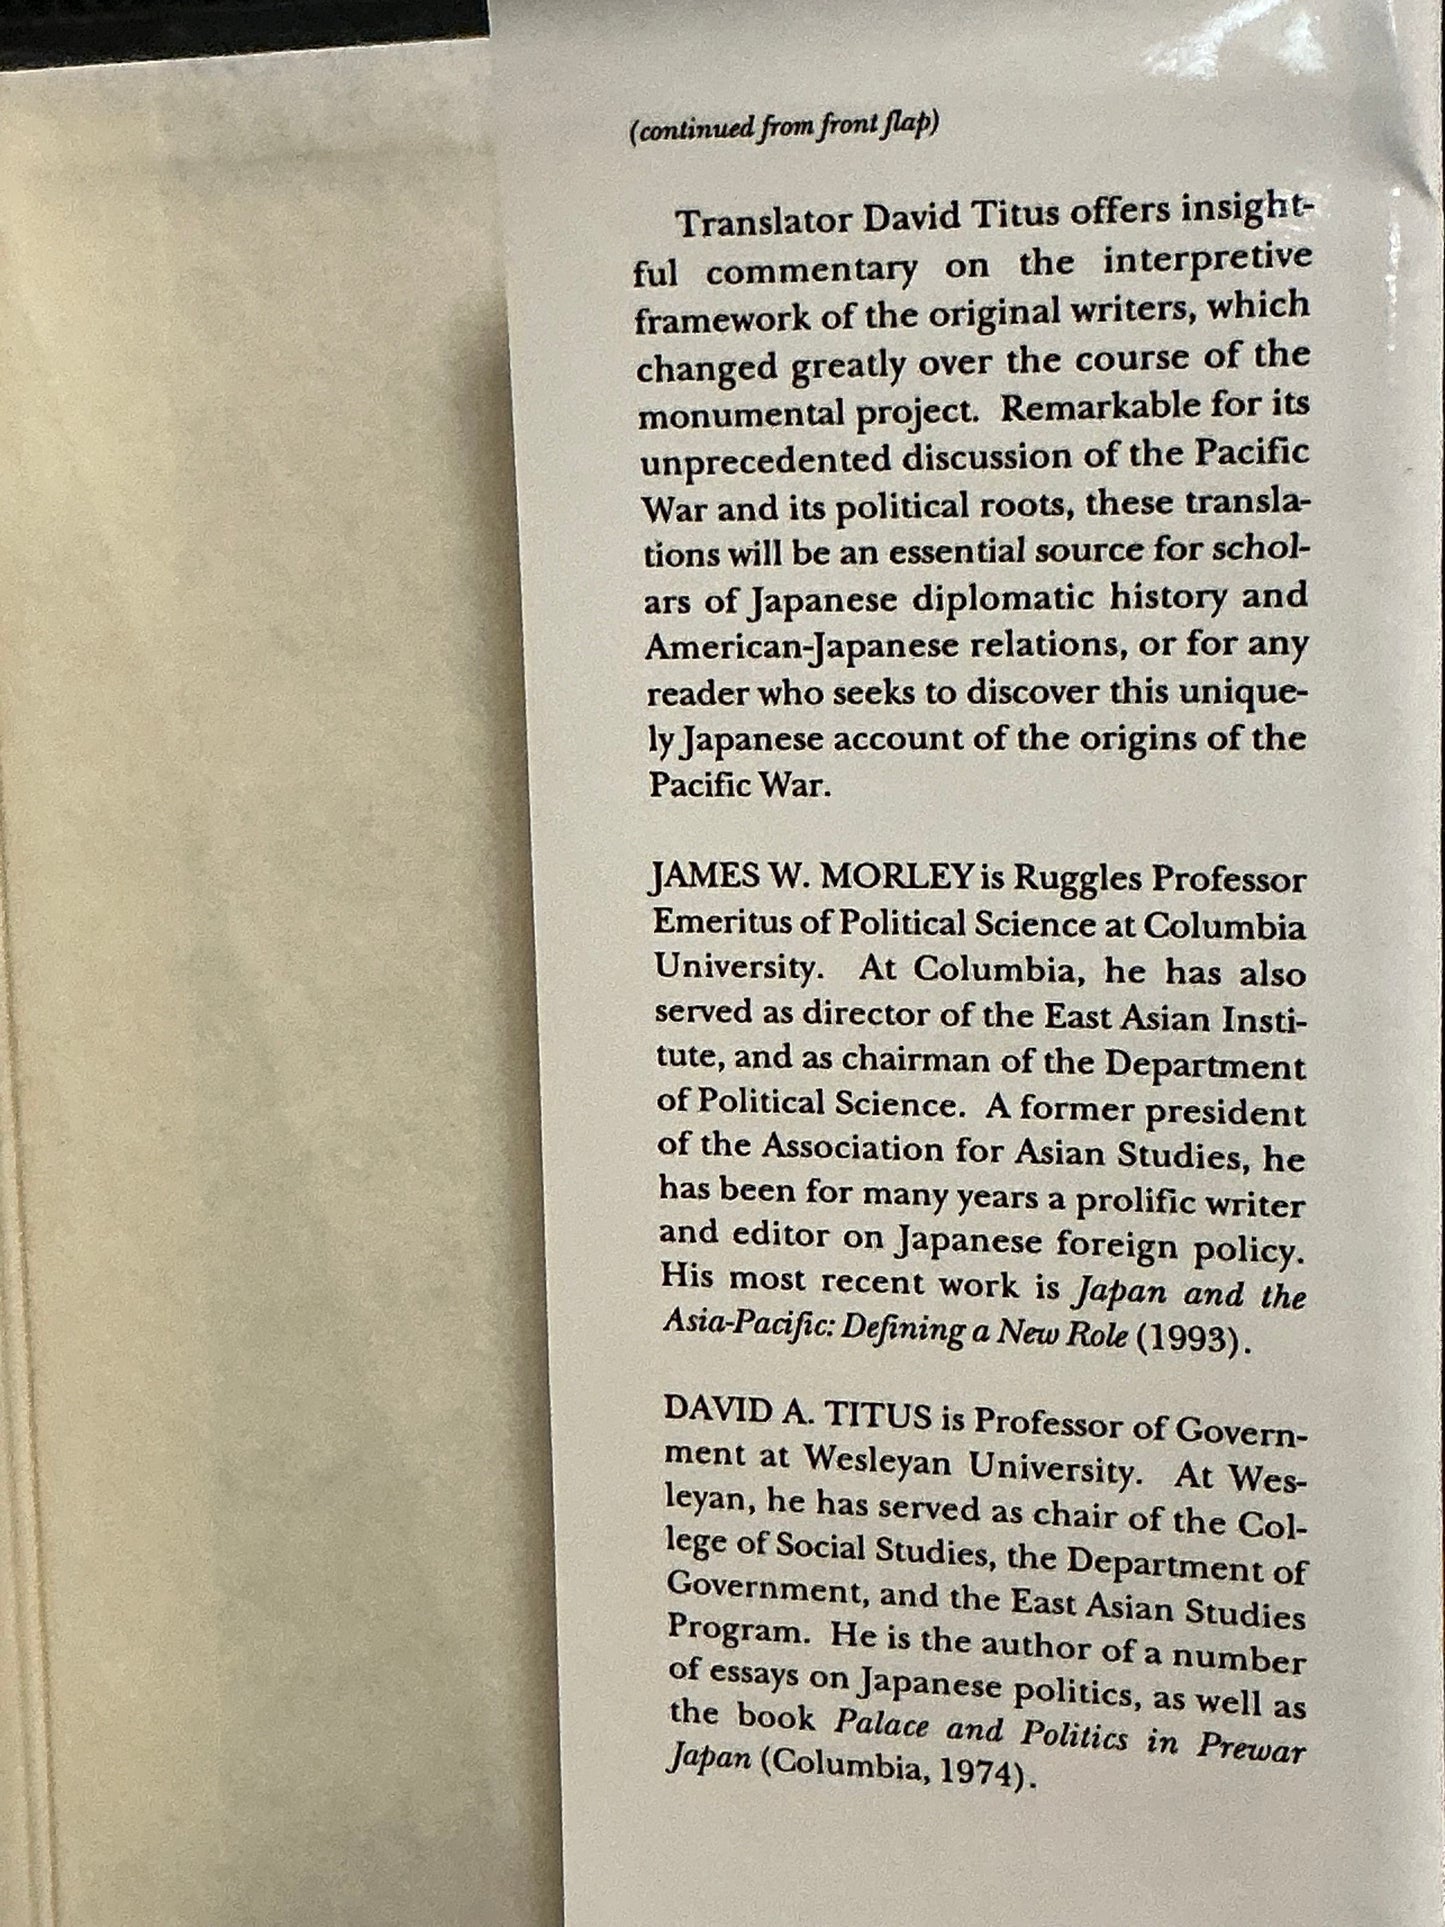 (continued from front flap)
Translator David Titus offers insight-
ful commentary on the interpretive
framework of the original writers, which
changed greatly over the course of the
monumental project. Remarkable for its
unprecedented discussion of the Pacific
War and its political roots, these transla-
tions will be an essential source for schol-
ars of Japanese diplomatic history and
American-Japanese relations, or for any
reader who seeks to discover this unique-
ly Japanese account of the origins of the
Pacific War.
JAMES W. MORLEY is Ruggles Professor
Emeritus of Political Science at Columbia
University. At Columbia, he has also
served as director of the East Asian Insti-
tute, and as chairman of the Department
of Political Science. A former president
of the Association for Asian Studies, he
has been for many years a prolific writer
and editor on Japanese foreign policy.
His most recent work is Japan and the
Asia-Pacific: Defining a New Role (1993).
DAVID A. TITUS is Professor of Govern-
ment at Wesleyan University. At Wes-
leyan, he has served as chair of the Col-
lege of Social Studies, the Department of
Government, and the East Asian Studies
Program. He is the author of a number
of essays on Japanese politics, as well as
the book Palace and Politics in Prewar
Japan (Columbia, 1974).